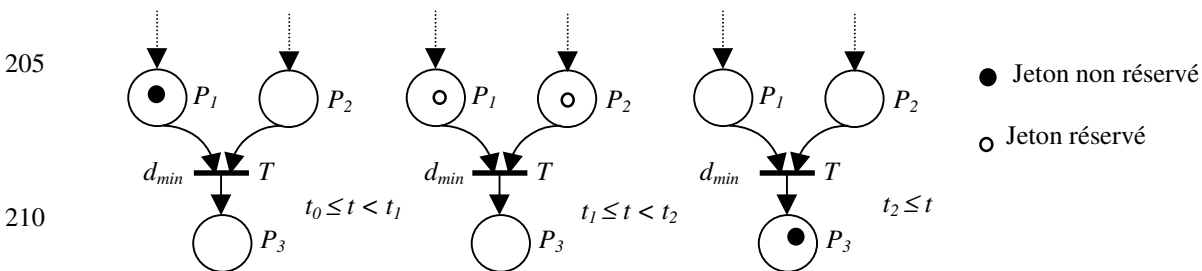 205
P1 P2 P1 P2 P1 P2
Jeton non réservé
Jeton réservé
dmin T dmin T dmin T
210
t0 ≤ t < t1 t1 ≤ t < t2 t2 ≤ t
P3 P3 P3